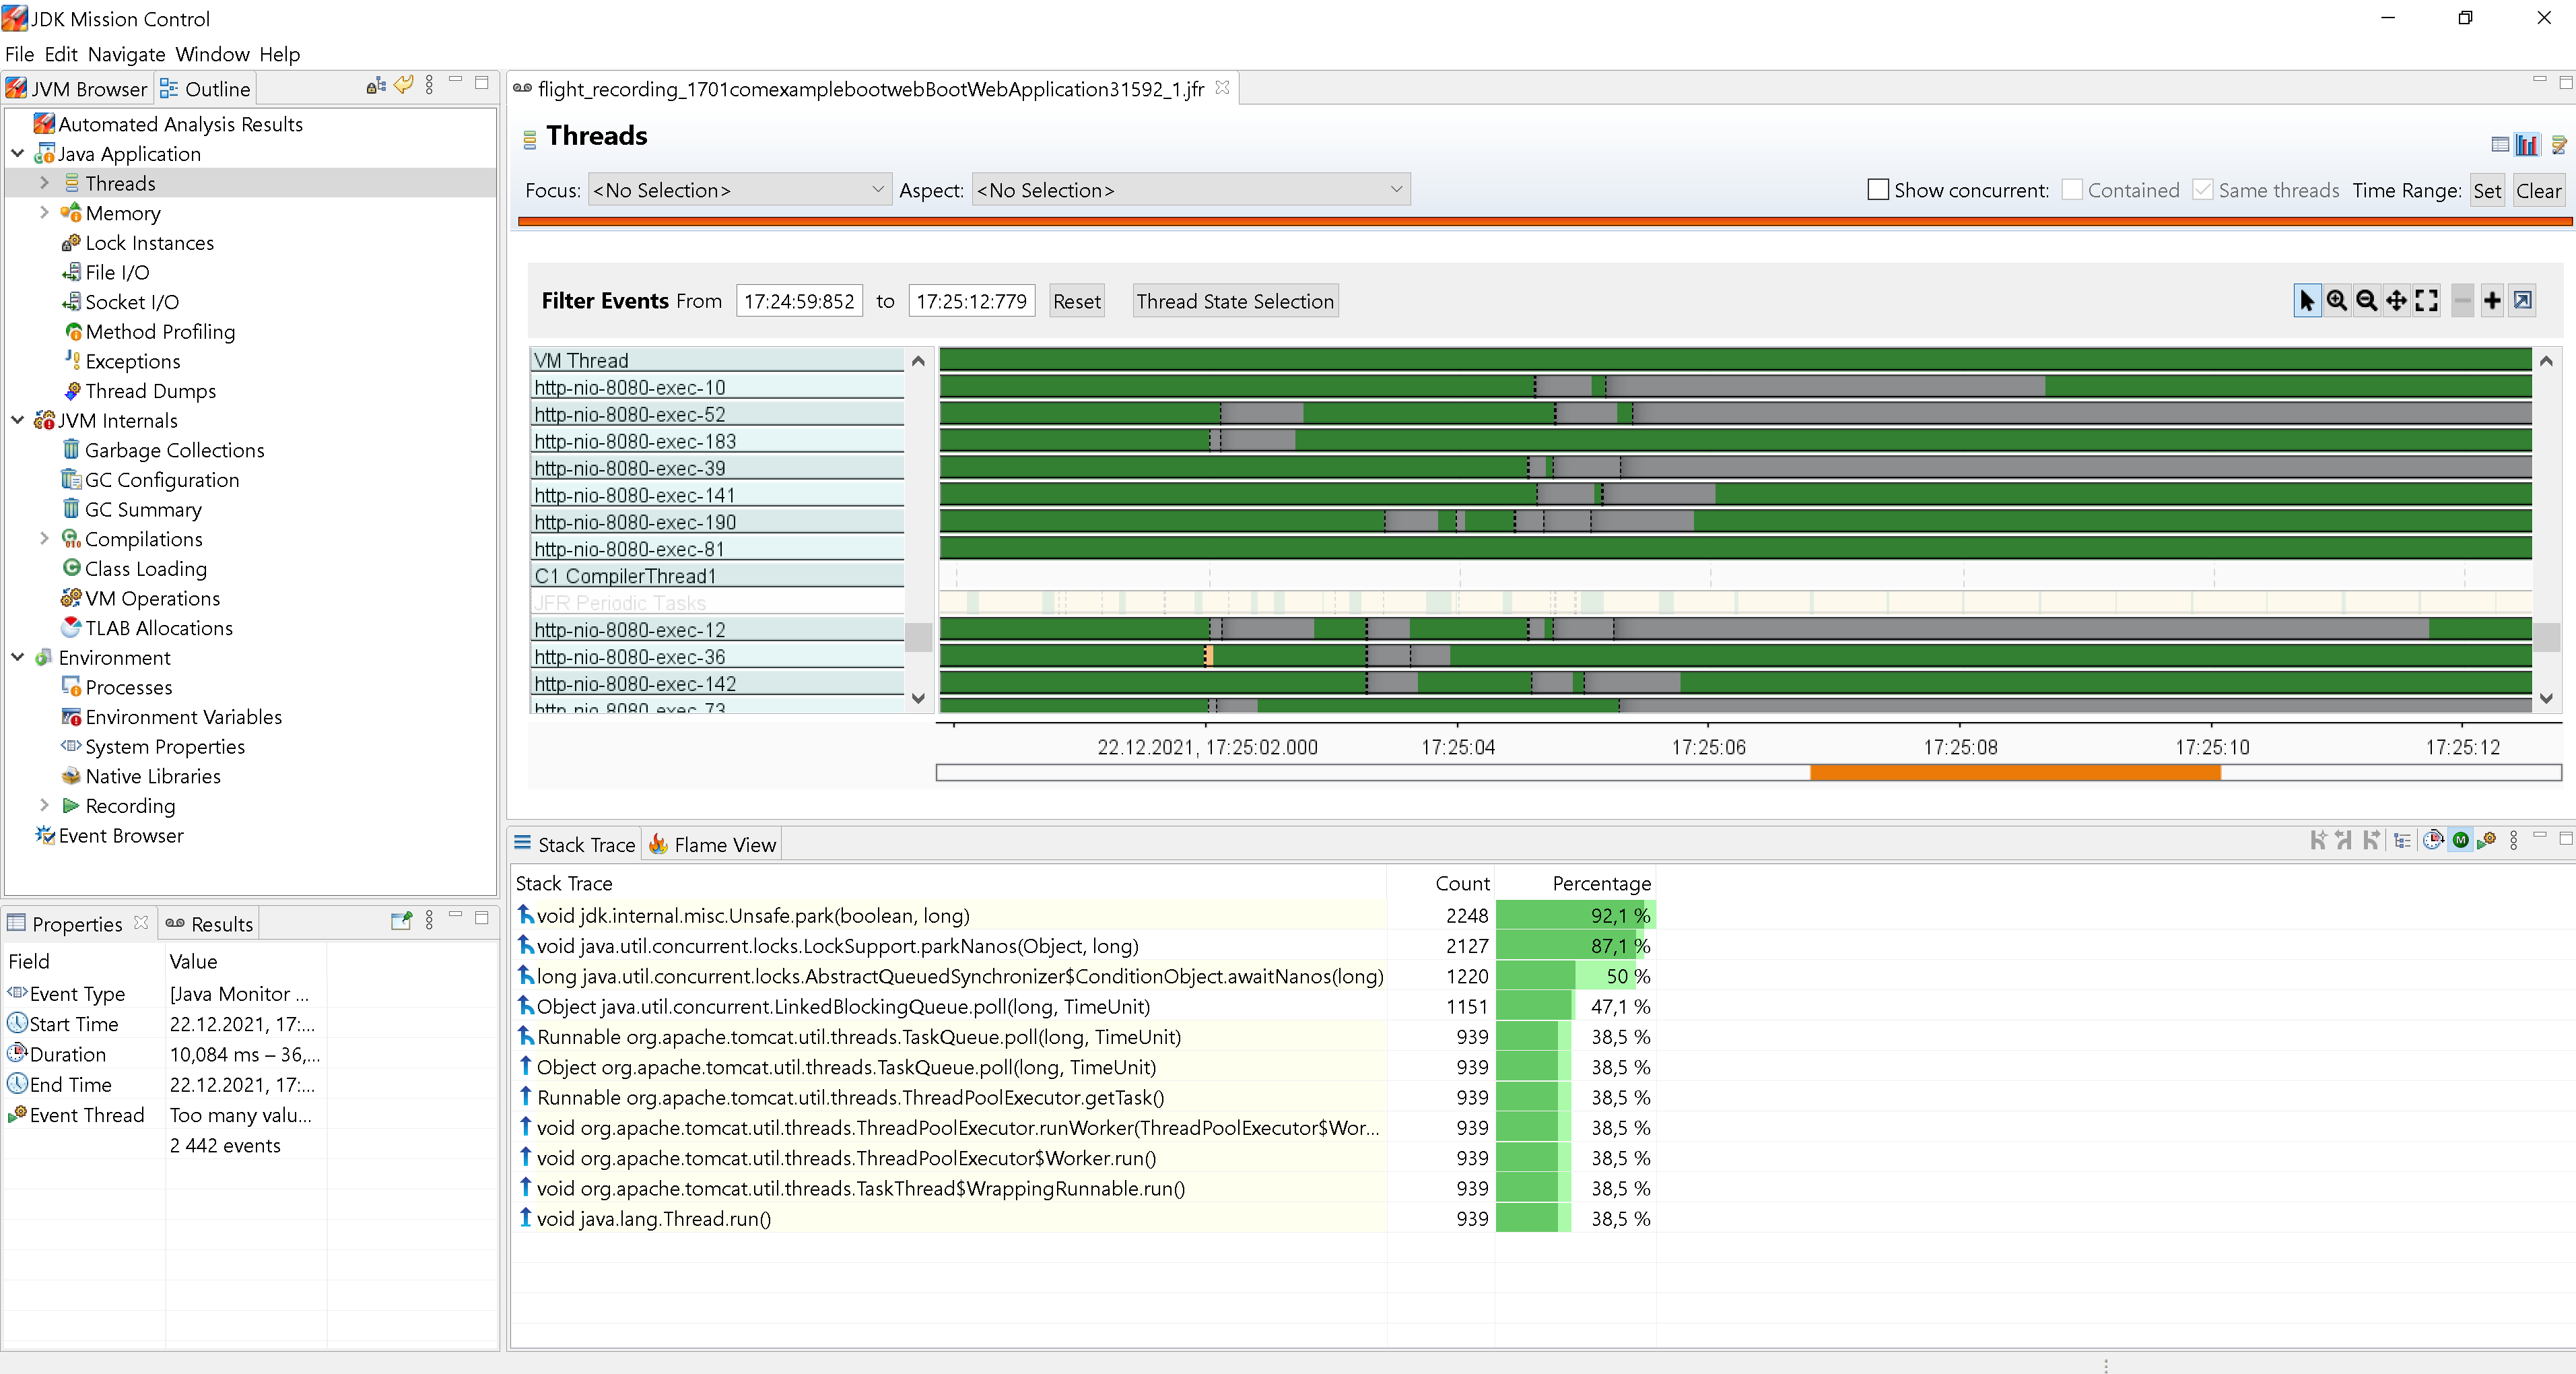 JDK Mission Control
File Edit Navigate Window Help
JVM Browser Outline
Automated Analysis Results
Java Application
Threads
Memory
Lock Instances
File I/O
Socket I/O
Method Profiling
Exceptions
Thread Dumps
JVM Internals
Garbage Collections
GC Configuration
GC Summary
Compilations
Class Loading
VM Operations
TLAB Allocations
Environment
Processes
Environment Variables
System Properties
Native Libraries
Recording
Event Browser
Properties Results
Field Value
Event Type [Java Monitor ...
Start Time 22.12.2021, 17:...
Duration 10,084 ms – 36,...
End Time 22.12.2021, 17:...
Event Thread Too many valu...
2 442 events
flight_recording_1701comexamplebootwebBootWebApplication31592_1.jfr
Threads
Focus: <No Selection> Aspect: <No Selection> Show concurrent: Contained Same threads Time Range: Set Clear
Filter Events From 17:24:59:852 to 17:25:12:779 Reset Thread State Selection
VM Thread
http-nio-8080-exec-10
http-nio-8080-exec-52
http-nio-8080-exec-183
http-nio-8080-exec-39
http-nio-8080-exec-141
http-nio-8080-exec-190
http-nio-8080-exec-81
C1 CompilerThread1
JFR Periodic Tasks
http-nio-8080-exec-12
http-nio-8080-exec-36
http-nio-8080-exec-142
http-nio-8080-exec-73
22.12.2021, 17:25:02.000 17:25:04 17:25:06 17:25:08 17:25:10 17:25:12
Stack Trace Flame View
Stack Trace Count Percentage
void jdk.internal.misc.Unsafe.park(boolean, long) 2248 92,1 %
void java.util.concurrent.locks.LockSupport.parkNanos(Object, long) 2127 87,1 %
long java.util.concurrent.locks.AbstractQueuedSynchronizer$ConditionObject.awaitNanos(long) 1220 50 %
Object java.util.concurrent.LinkedBlockingQueue.poll(long, TimeUnit) 1151 47,1 %
Runnable org.apache.tomcat.util.threads.TaskQueue.poll(long, TimeUnit) 939 38,5 %
Object org.apache.tomcat.util.threads.TaskQueue.poll(long, TimeUnit) 939 38,5 %
Runnable org.apache.tomcat.util.threads.ThreadPoolExecutor.getTask() 939 38,5 %
void org.apache.tomcat.util.threads.ThreadPoolExecutor.runWorker(ThreadPoolExecutor$Wor... 939 38,5 %
void org.apache.tomcat.util.threads.ThreadPoolExecutor$Worker.run() 939 38,5 %
void org.apache.tomcat.util.threads.TaskThread$WrappingRunnable.run() 939 38,5 %
void java.lang.Thread.run() 939 38,5 %